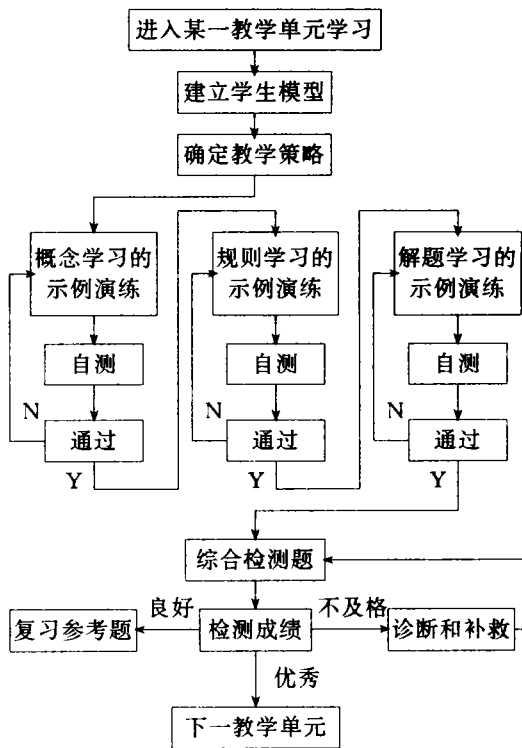 进入某一教学单元学习
建立学生模型
确定教学策略
概念学习的
示例演练
规则学习的
示例演练
解题学习的
示例演练
自测
自测
自测
N
通过
N
通过
N
通过
Y
Y
Y
综合检测题
良好
不及格
复习参考题
检测成绩
诊断和补救
优秀
下一教学单元